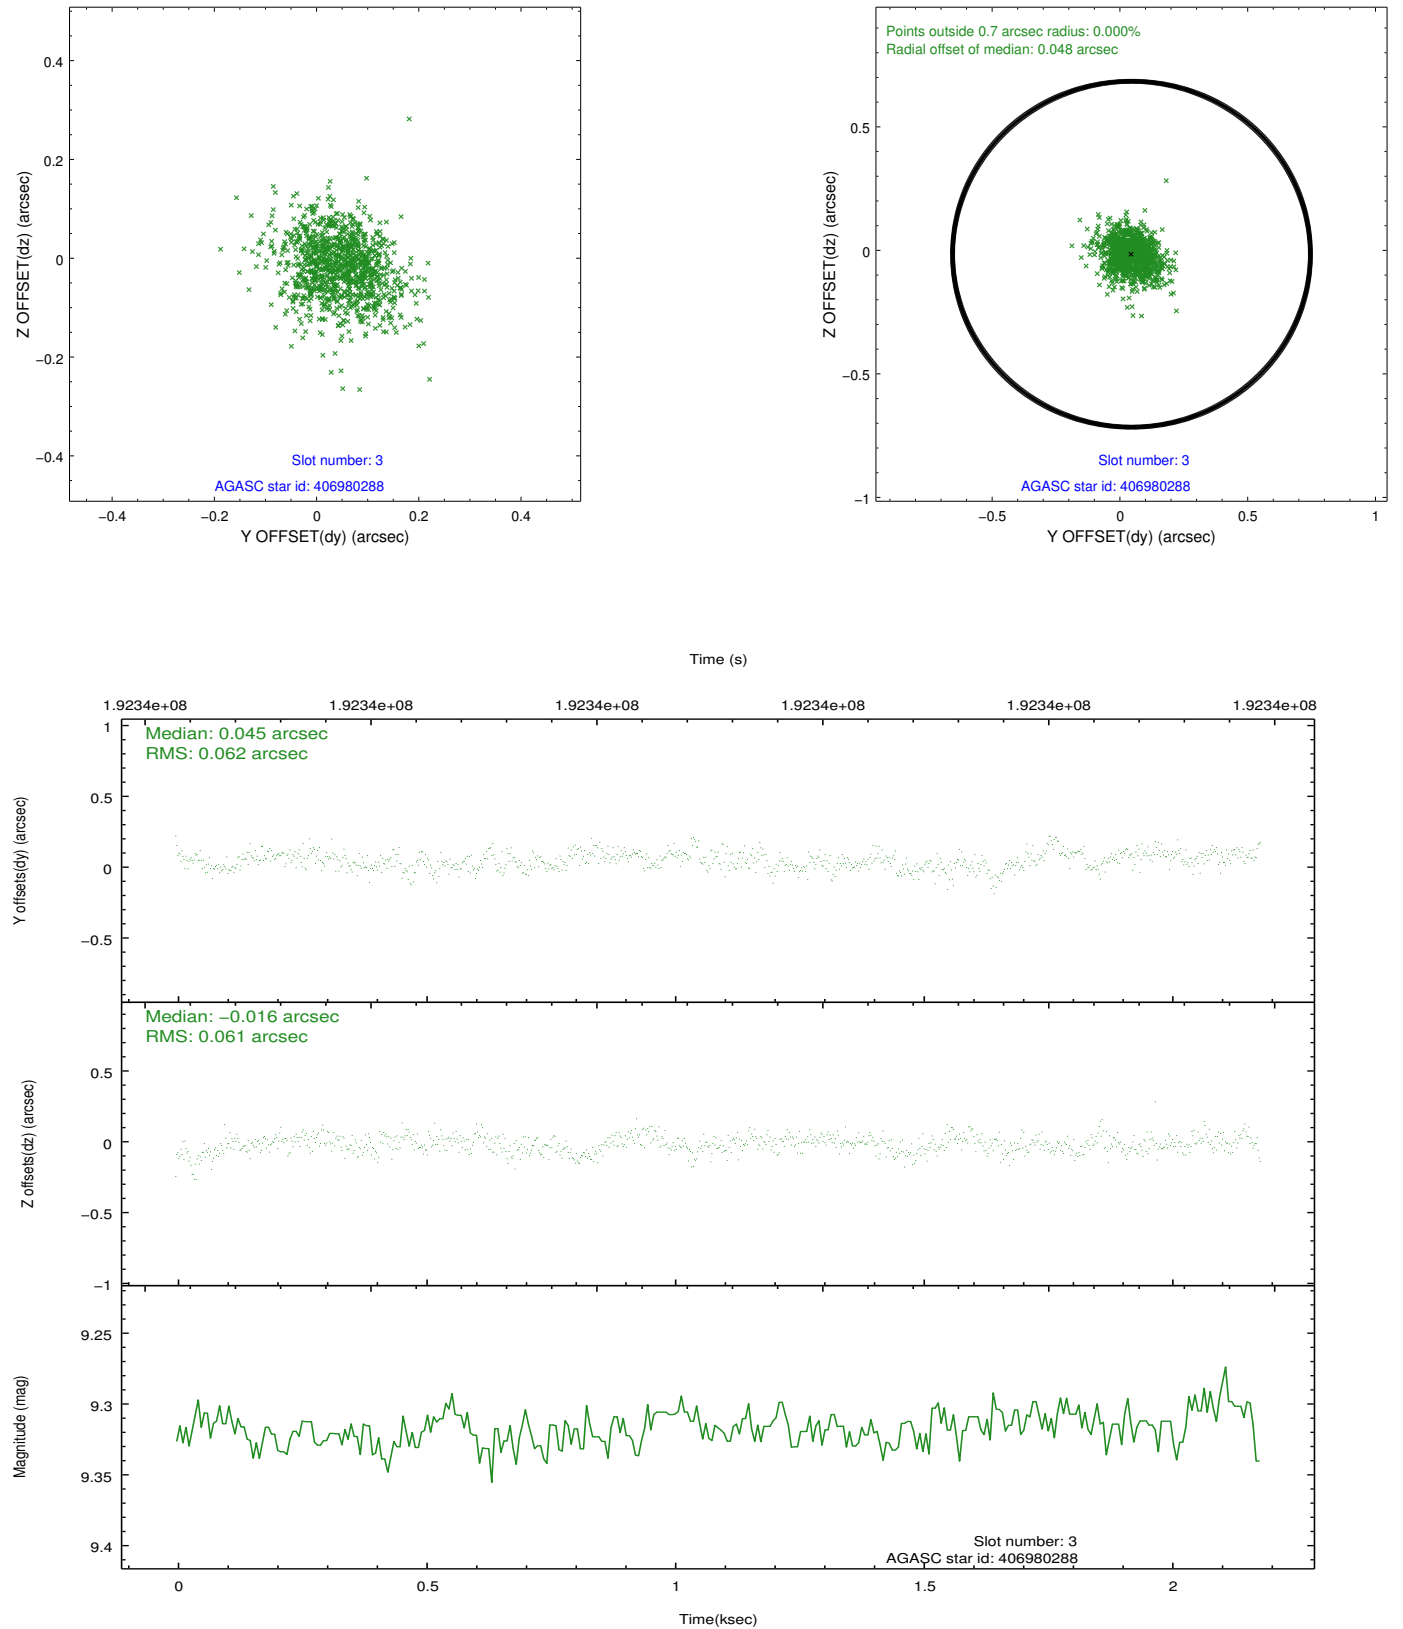 0.4
0.2
0
−0.2
−0.4
Z OFFSET(dz) (arcsec)
Slot number: 3
AGASC star id: 406980288
−0.4 −0.2 0 0.2 0.4
Y OFFSET(dy) (arcsec)
Points outside 0.7 arcsec radius: 0.000%
Radial offset of median: 0.048 arcsec
0.5
0
−0.5
−1
Z OFFSET(dz) (arcsec)
Slot number: 3
AGASC star id: 406980288
−0.5 0 0.5 1
Y OFFSET(dy) (arcsec)
Time (s)
1.9234e+08 1.9234e+08 1.9234e+08 1.9234e+08 1.9234e+08 1.9234e+08
Median: 0.045 arcsec
RMS: 0.062 arcsec
1
0.5
0
−0.5
Y offsets(dy) (arcsec)
Median: −0.016 arcsec
RMS: 0.061 arcsec
0.5
0
−0.5
−1
Z offsets(dz) (arcsec)
9.25
9.3
9.35
9.4
Magnitude (mag)
Slot number: 3
AGASC star id: 406980288
0 0.5 1 1.5 2
Time(ksec)